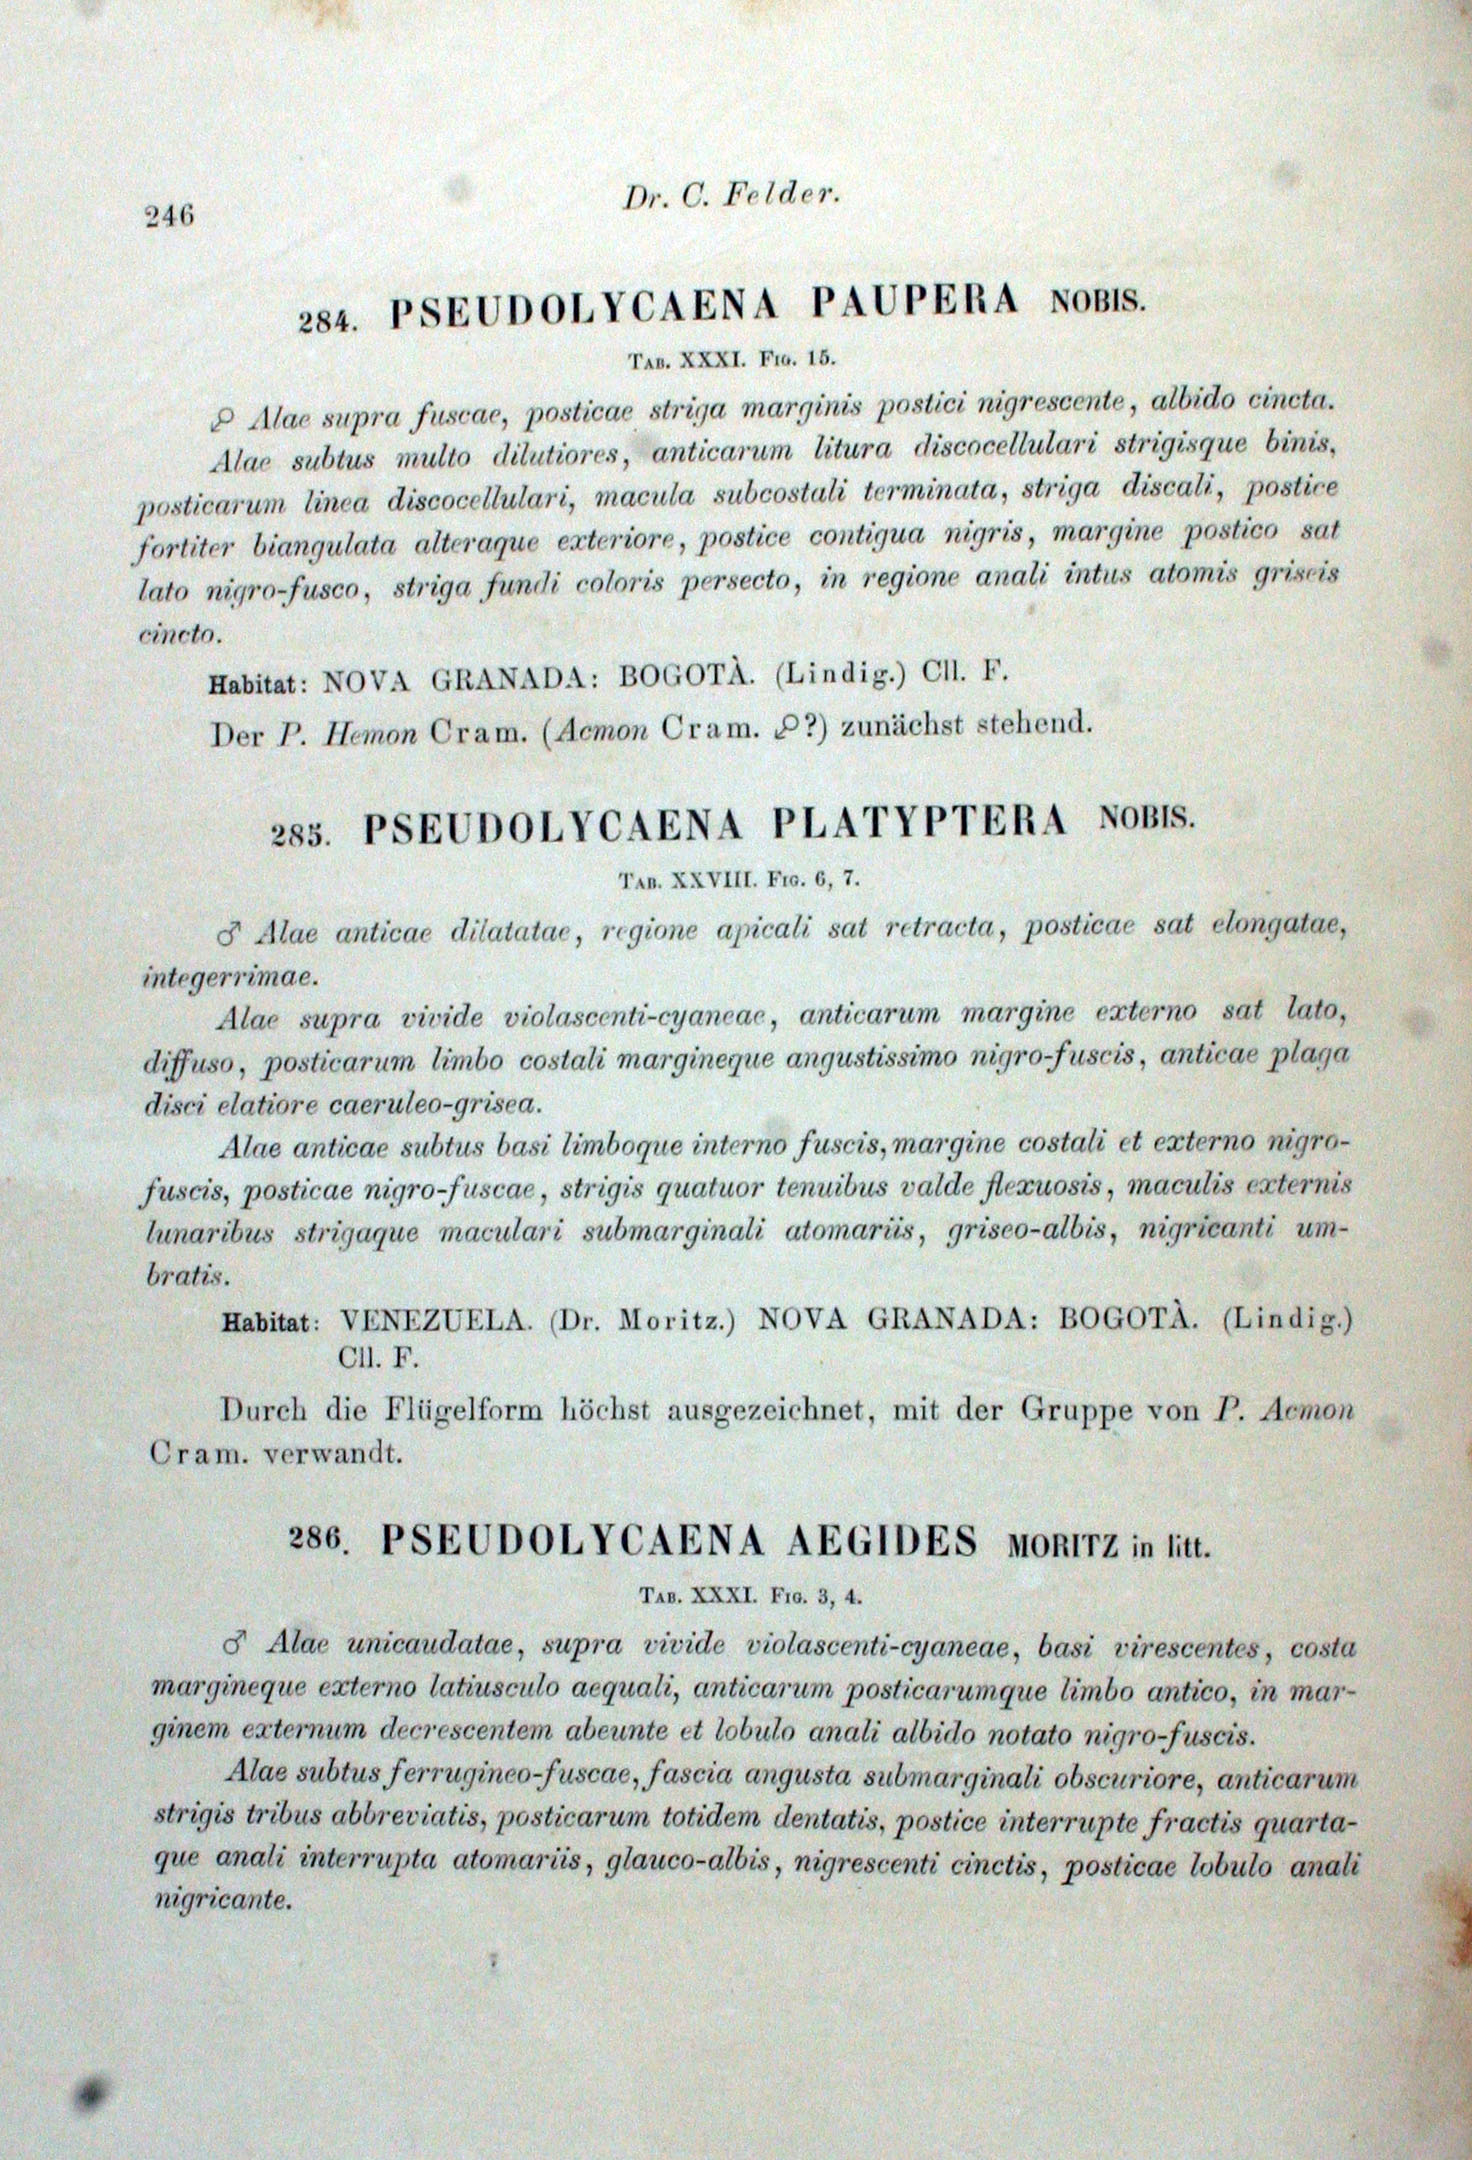 246
Dr. C. Felder.
284. PSEUDOLYCAENA PAUPERA NOBIS.
TAB. XXXI. FIG. 15.
♀ Alae supra fuscae, posticae striga marginis postici nigrescente, albido cincta.
Alae subtus multo dilutiores, anticarum litura discocellulari strigisque binis,
posticarum linea discocellulari, macula subcostali terminata, striga discali, postice
fortiter biangulata alteraque exteriore, postice contigua nigris, margine postico sat
lato nigro-fusco, striga fundi coloris persecto, in regione anali intus atomis griseis
cincto.
Habitat: NOVA GRANADA: BOGOTÀ. (Lindig.) Cll. F.
Der P. Hemon Cram. (Acmon Cram. ♀?) zunächst stehend.
285. PSEUDOLYCAENA PLATYPTERA NOBIS.
TAB. XXVIII. FIG. 6, 7.
♂ Alae anticae dilatatae, regione apicali sat retracta, posticae sat elongatae,
integerrimae.
Alae supra vivide violascenti-cyaneae, anticarum margine externo sat lato,
diffuso, posticarum limbo costali margineque angustissimo nigro-fuscis, anticae plaga
disci elatiore caeruleo-grisea.
Alae anticae subtus basi limboque interno fuscis, margine costali et externo nigro-
fuscis, posticae nigro-fuscae, strigis quatuor tenuibus valde flexuosis, maculis externis
lunaribus strigaque maculari submarginali atomariis, griseo-albis, nigricanti um-
bratis.
Habitat: VENEZUELA. (Dr. Moritz.) NOVA GRANADA: BOGOTÀ. (Lindig.)
Cll. F.
Durch die Flügelform höchst ausgezeichnet, mit der Gruppe von P. Acmon
Cram. verwandt.
286. PSEUDOLYCAENA AEGIDES MORITZ in litt.
TAB. XXXI. FIG. 3, 4.
♂ Alae unicaudatae, supra vivide violascenti-cyaneae, basi virescentes, costa
margineque externo latiusculo aequali, anticarum posticarumque limbo antico, in mar-
ginem externum decrescentem abeunte et lobulo anali albido notato nigro-fuscis.
Alae subtus ferrugineo-fuscae, fascia angusta submarginali obscuriore, anticarum
strigis tribus abbreviatis, posticarum totidem dentatis, postice interrupte fractis quarta-
que anali interrupta atomariis, glauco-albis, nigrescenti cinctis, posticae lobulo anali
nigricante.